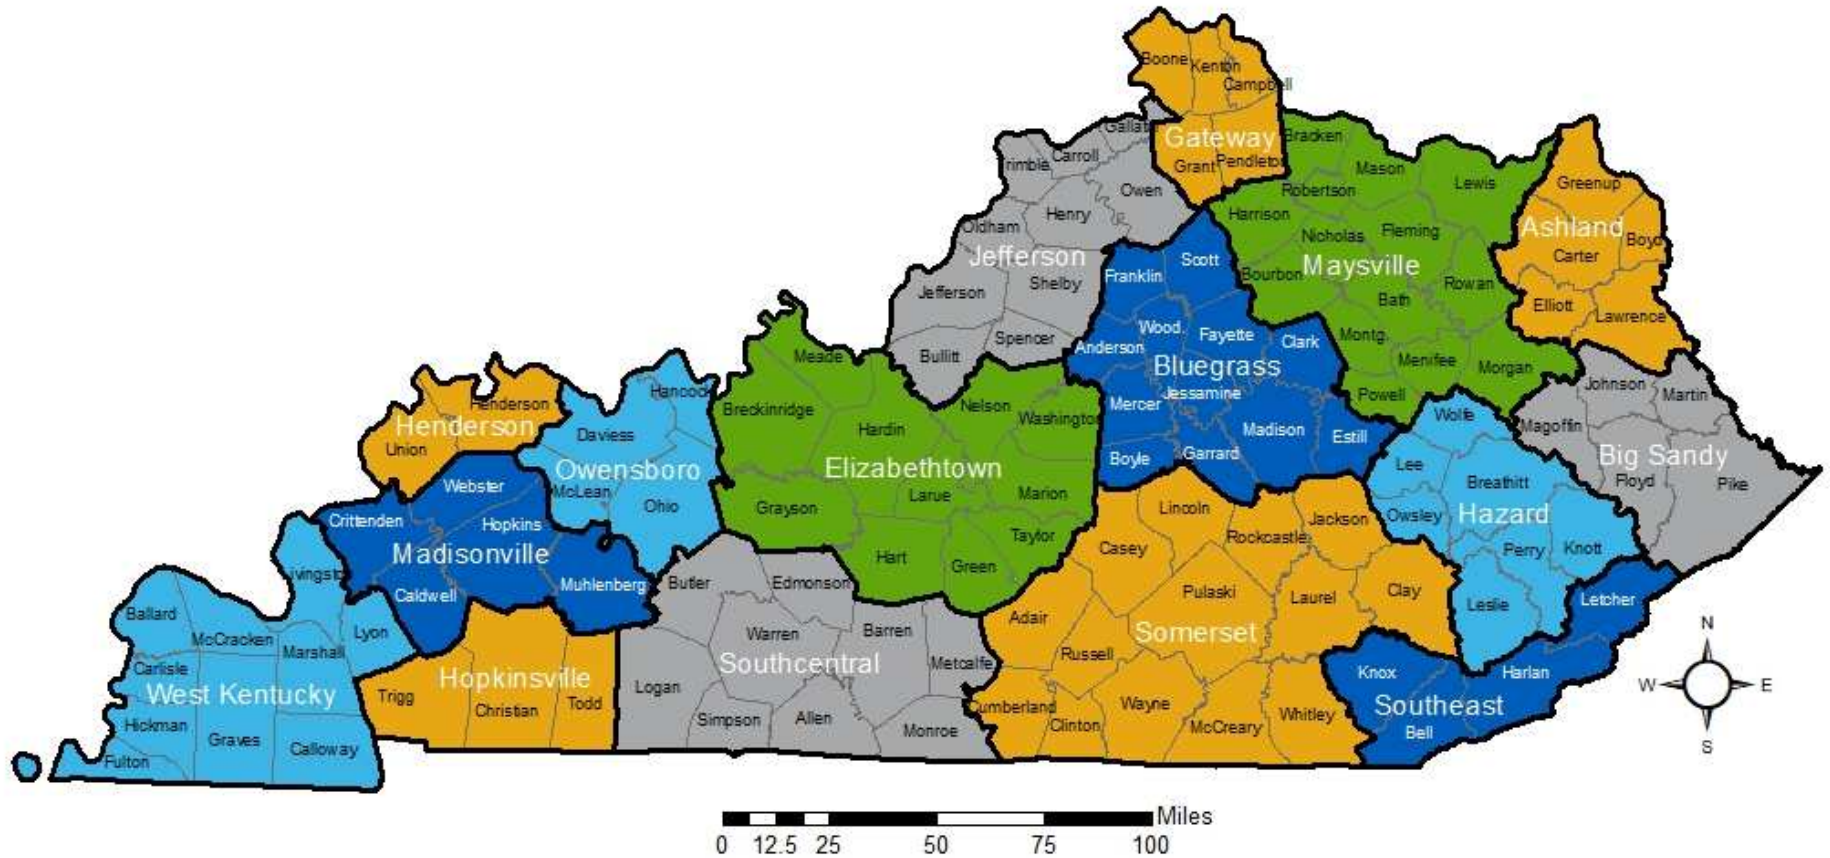 Boone
Kenton
Campbell
Gateway
Grant
Pendleton
Gallat
Carroll
rimble
Owen
Henry
Oldham
Jefferson
Shelby
Jefferson
Spencer
Bullitt
Bracken
Mason
Lewis
Robertson
Harrison
Nicholas
Fleming
Maysville
Bourbon
Rowan
Bath
Montg.
Menifee
Morgan
Powell
Greenup
Ashland
Boyd
Carter
Elliott
Lawrence
Franklin
Scott
Wood.
Fayette
Clark
Anderson
Bluegrass
Jessamine
Mercer
Madison
Estill
Boyle
Garrard
Johnson
Martin
Magoffin
Big Sandy
Floyd
Pike
Wolfe
Lee
Breathitt
Owsley
Hazard
Perry
Knott
Leslie
Meade
Breckinridge
Nelson
Washington
Hardin
Elizabethtown
Larue
Marion
Grayson
Taylor
Hart
Green
Henderson
Henderson
Union
Hancock
Daviess
Owensboro
McLean
Ohio
Webster
Crittenden
Hopkins
Madisonville
Caldwell
Muhlenberg
ivingsto
Ballard
Lyon
McCracken
Marshall
Carlisle
West Kentucky
Hickman
Graves
Calloway
Fulton
Hopkinsville
Trigg
Christian
Todd
Butler
Edmonson
Warren
Barren
Southcentral
Metcalfe
Logan
Simpson
Allen
Monroe
Lincoln
Rockcastle
Jackson
Casey
Pulaski
Laurel
Clay
Adair
Somerset
Russell
Cumberland
Clinton
Wayne
McCreary
Whitley
Letcher
Knox
Harlan
Southeast
Bell
N
W E
S
Miles
0 12.5 25 50 75 100